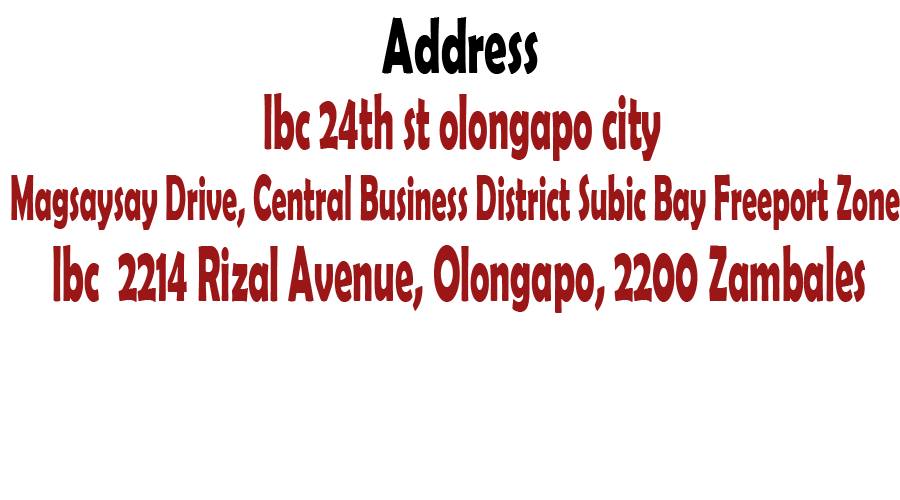 Address
lbc 24th st olongapo city
Magsaysay Drive, Central Business District Subic Bay Freeport Zone
lbc 2214 Rizal Avenue, Olongapo, 2200 Zambales